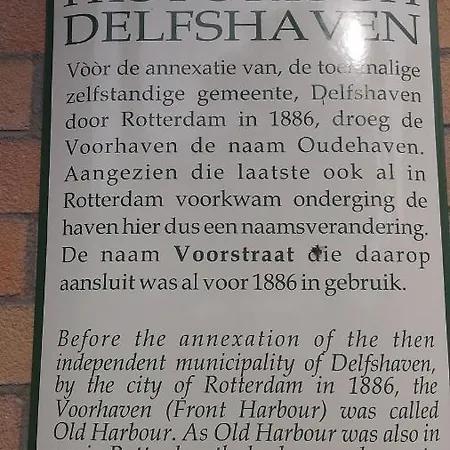 DELFSHAVEN
Vòòr de annexatie van, de toenmalige
zelfstandige gemeente, Delfshaven
door Rotterdam in 1886, droeg de
Voorhaven de naam Oudehaven.
Aangezien die laatste ook al in
Rotterdam voorkwam onderging de
haven hier dus een naamsverandering.
De naam Voorstraat die daarop
aansluit was al voor 1886 in gebruik.
Before the annexation of the then
independent municipality of Delfshaven,
by the city of Rotterdam in 1886, the
Voorhaven (Front Harbour) was called
Old Harbour. As Old Harbour was also in